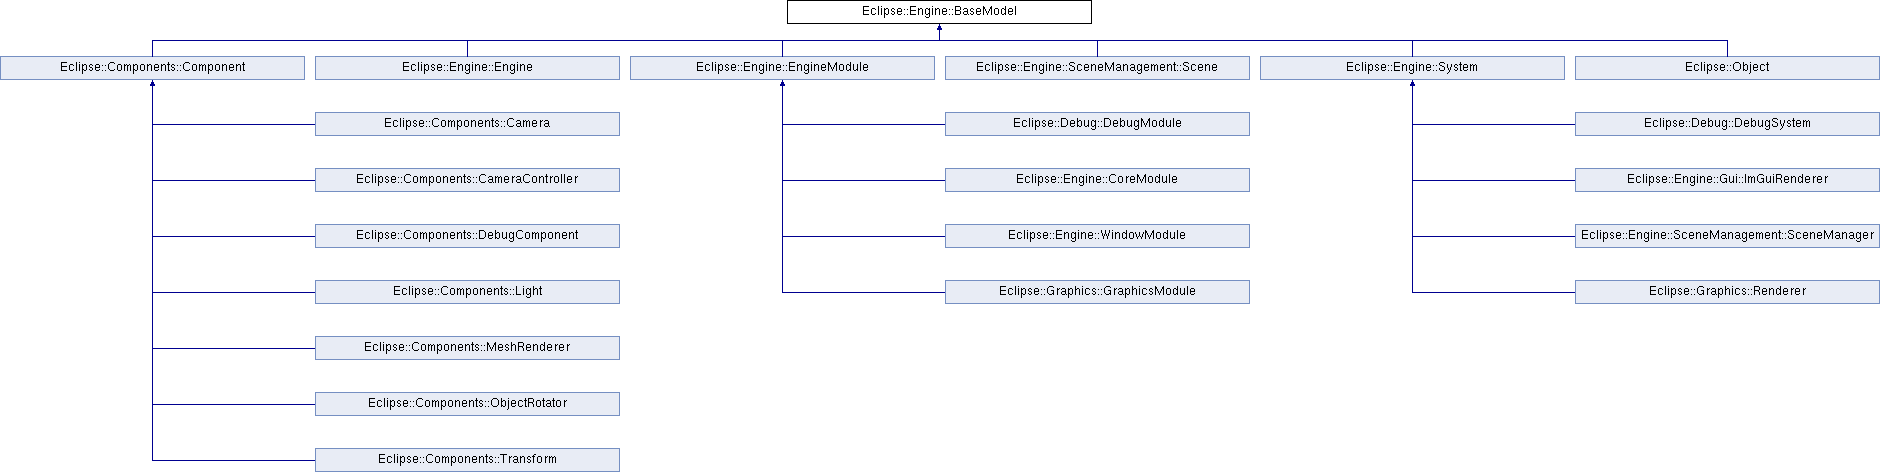 Eclipse::Engine::BaseModel
Eclipse::Components::Component
Eclipse::Engine::Engine
Eclipse::Engine::EngineModule
Eclipse::Engine::SceneManagement::Scene
Eclipse::Engine::System
Eclipse::Object
Eclipse::Components::Camera
Eclipse::Debug::DebugModule
Eclipse::Debug::DebugSystem
Eclipse::Components::CameraController
Eclipse::Engine::CoreModule
Eclipse::Engine::Gui::ImGuiRenderer
Eclipse::Components::DebugComponent
Eclipse::Engine::WindowModule
Eclipse::Engine::SceneManagement::SceneManager
Eclipse::Components::Light
Eclipse::Graphics::GraphicsModule
Eclipse::Graphics::Renderer
Eclipse::Components::MeshRenderer
Eclipse::Components::ObjectRotator
Eclipse::Components::Transform